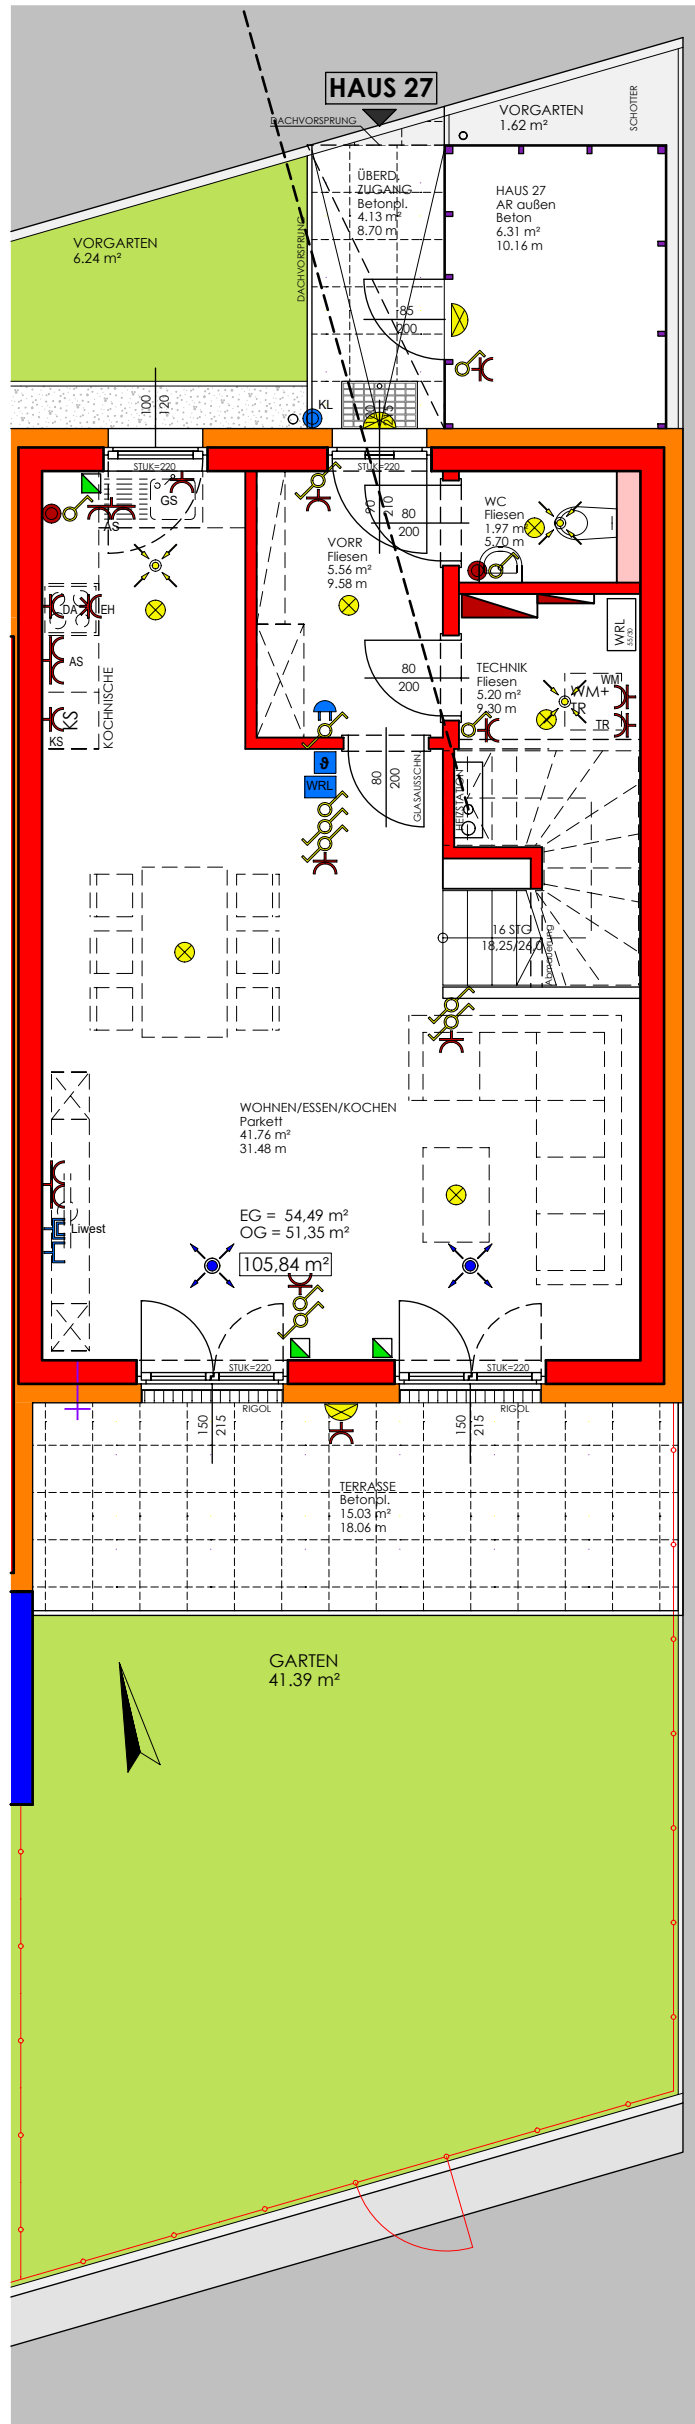 HAUS 27
DACHVORSPRUNG
VORGARTEN
1.62 m²
SCHOTTER
ÜBERD.
ZUGANG
Betonpl.
4.13 m²
8.70 m
HAUS 27
AR außen
Beton
6.31 m²
10.16 m
DACHVORSPRUNG
VORGARTEN
6.24 m²
85
200
100
120
KL
STUK=220
STUK=220
GS
AS
90
210
80
200
WC
Fliesen
1.97 m²
5.70 m
VORR
Fliesen
5.56 m²
9.58 m
DA
EH
AS
KS
KS
KOCHNISCHE
80
200
TECHNIK
Fliesen
5.20 m²
9.30 m
WRL
55/30
WM
WM+
TR
TR
ϑ
WRL
80
200
GLASAUSSCHN.
HEIZSTATION
16 STG
18,25/26,0
Abmauerung
WOHNEN/ESSEN/KOCHEN
Parkett
41.76 m²
31.48 m
EG = 54,49 m²
OG = 51,35 m²
105,84 m²
Liwest
STUK=220
STUK=220
RIGOL
RIGOL
150
215
150
215
TERRASSE
Betonpl.
15.03 m²
18.06 m
GARTEN
41.39 m²